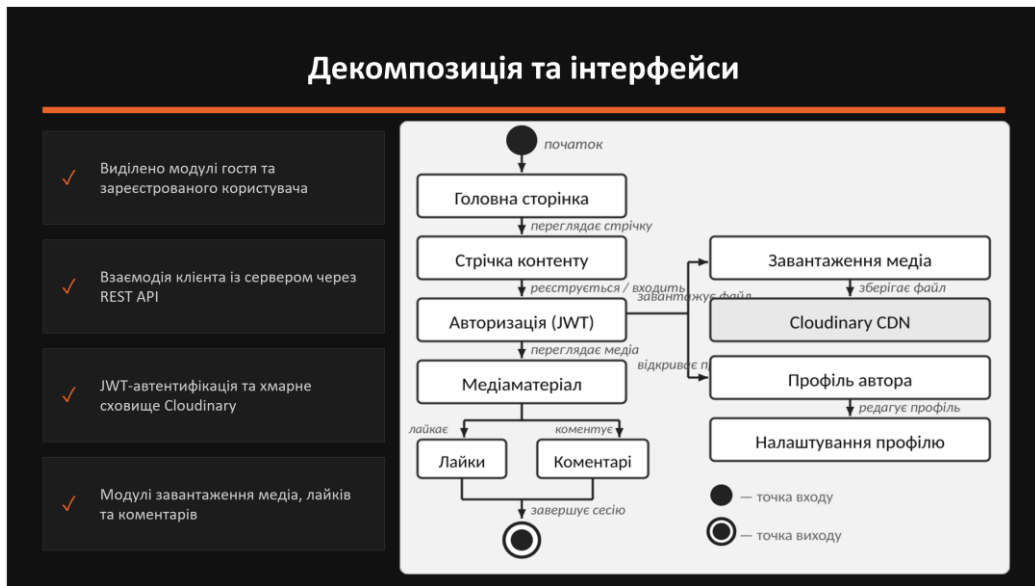 Декомпозиція та інтерфейси
Виділено модулі гостя та
зареєстрованого користувача
Взаємодія клієнта із сервером через
REST API
JWT-автентифікація та хмарне
сховище Cloudinary
Модулі завантаження медіа, лайків
та коментарів
початок
Головна сторінка
переглядає стрічку
Стрічка контенту
реєструється / входить
Авторизація (JWT)
переглядає медіа
Медіаматеріал
лайкає
коментує
Лайки
Коментарі
завершує сесію
завантажує файл
Завантаження медіа
зберігає файл
Cloudinary CDN
відкриває
Профіль автора
редагує профіль
Налаштування профілю
— точка входу
— точка виходу